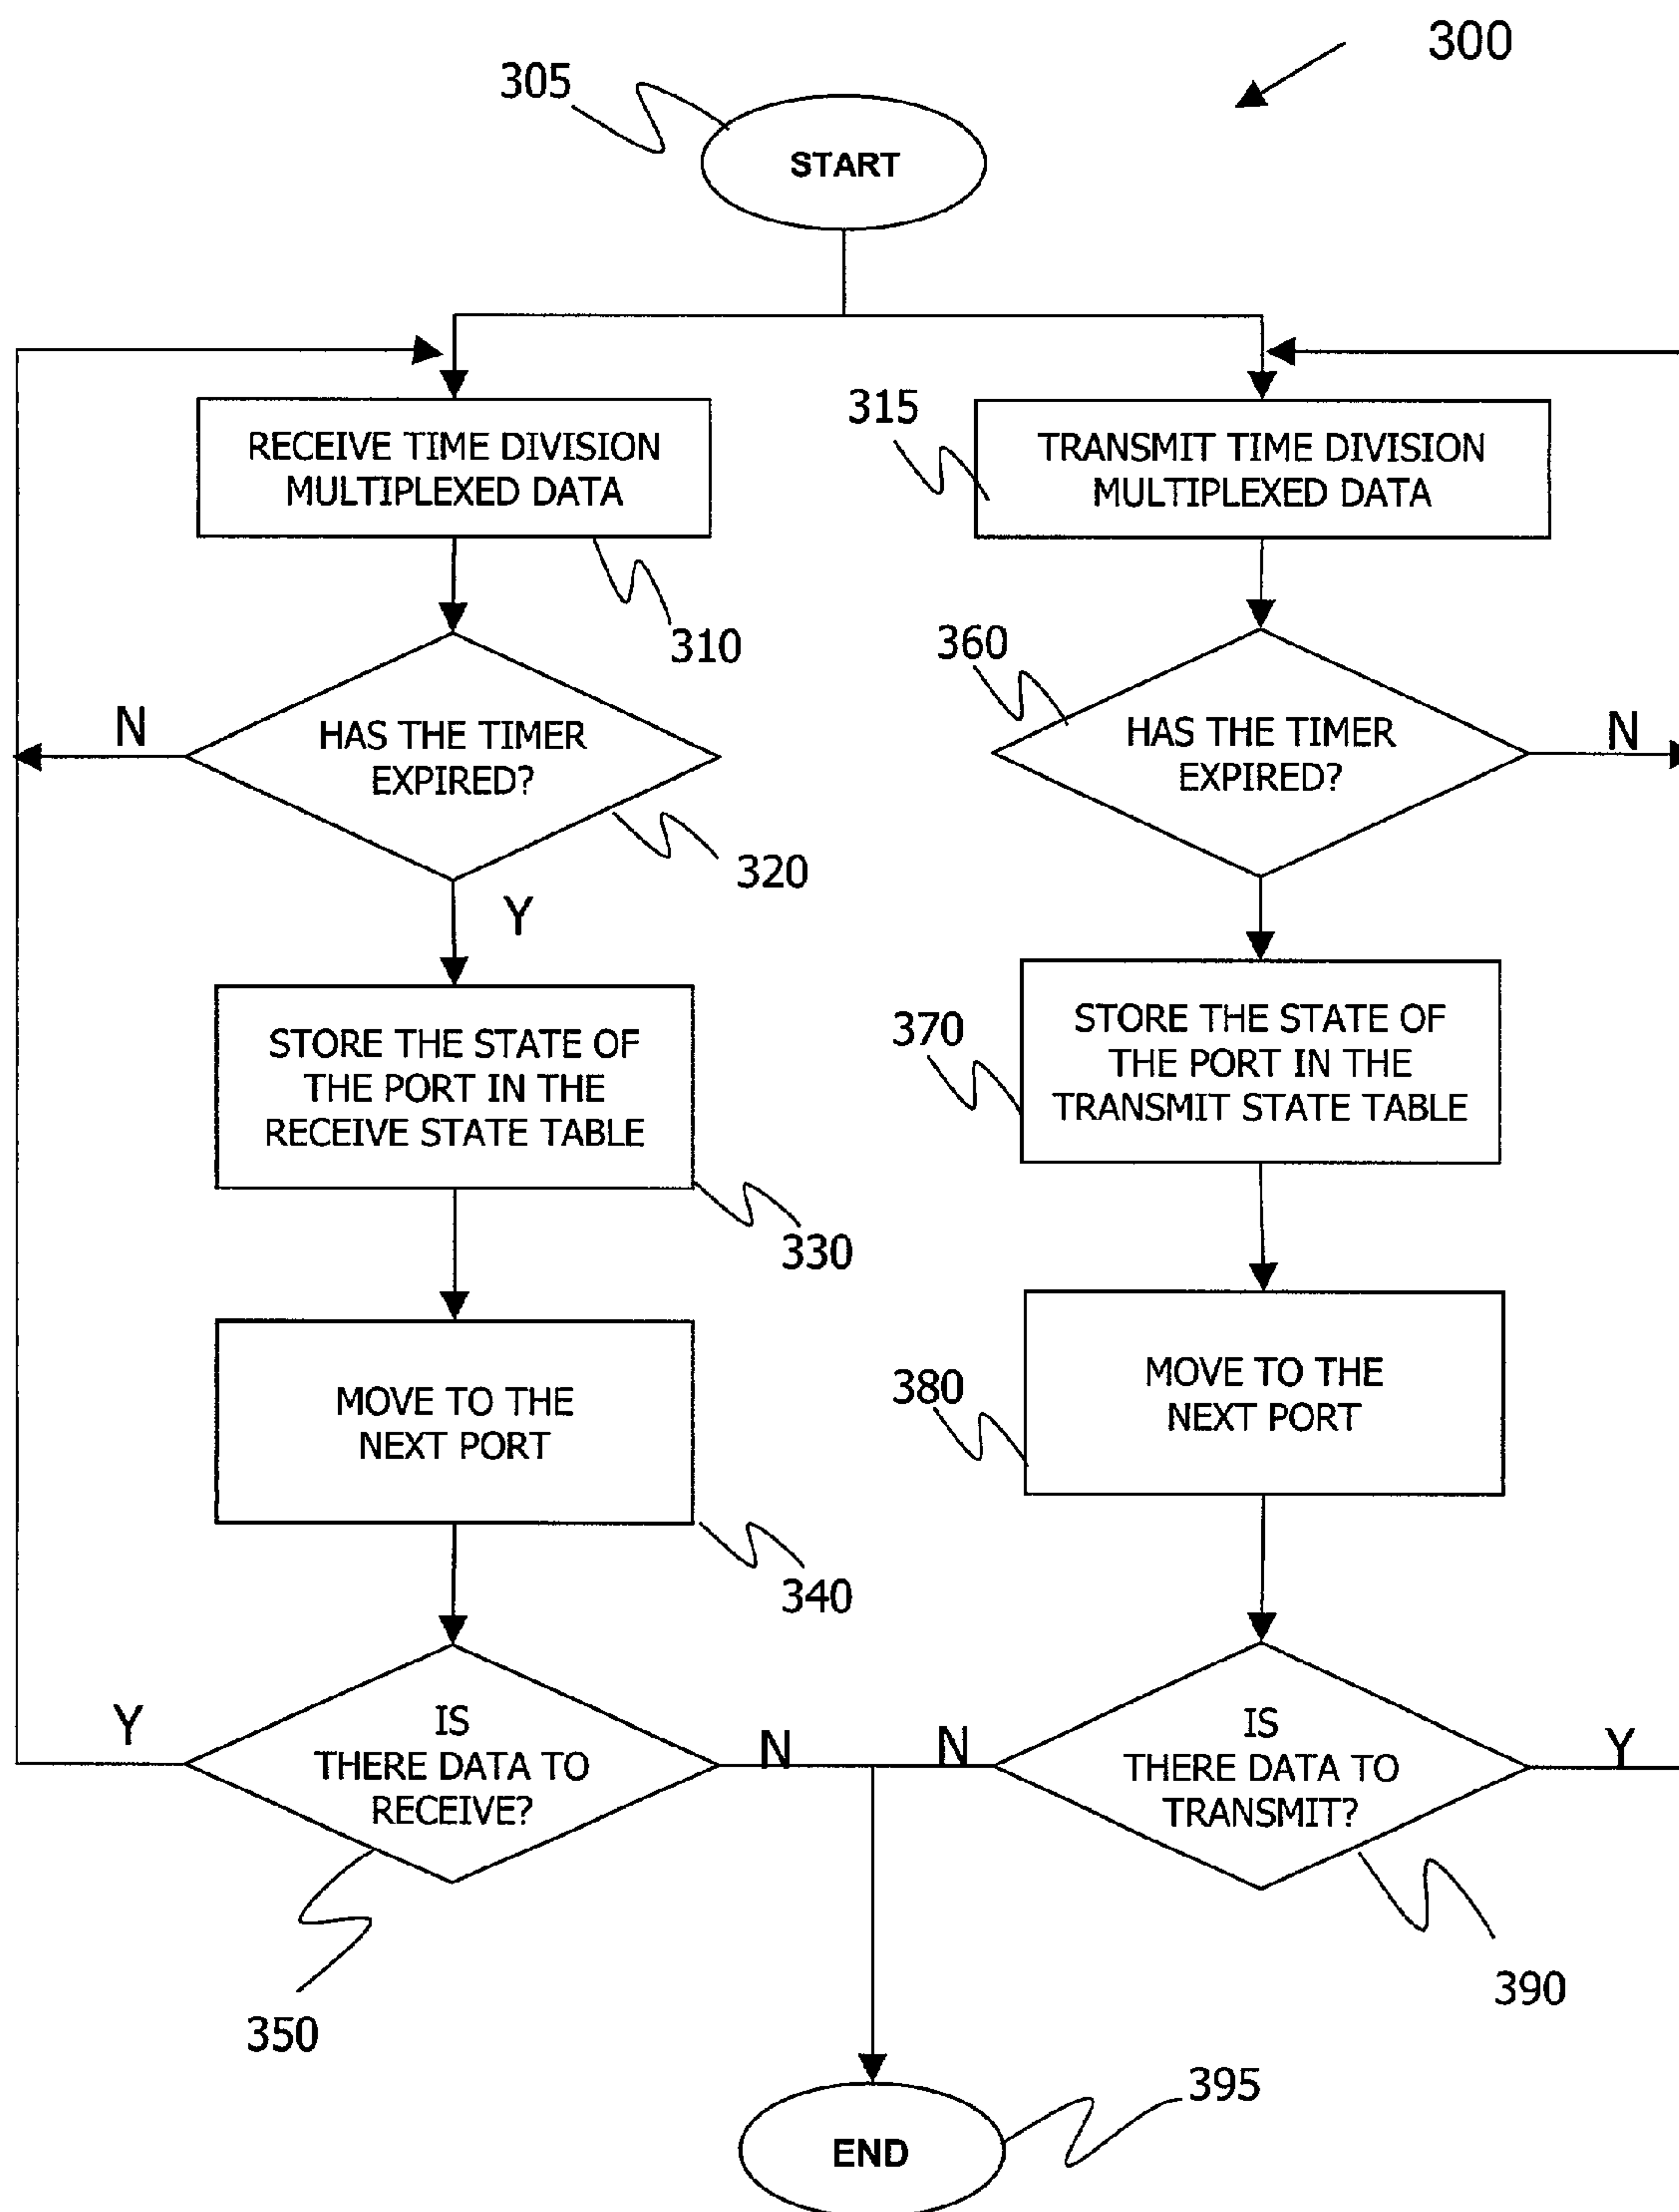 300
305
START
RECEIVE TIME DIVISION
MULTIPLEXED DATA
310
315
TRANSMIT TIME DIVISION
MULTIPLEXED DATA
N
HAS THE TIMER
EXPIRED?
320
Y
360
HAS THE TIMER
EXPIRED?
N
STORE THE STATE OF
THE PORT IN THE
RECEIVE STATE TABLE
330
370
STORE THE STATE OF
THE PORT IN THE
TRANSMIT STATE TABLE
MOVE TO THE
NEXT PORT
340
380
MOVE TO THE
NEXT PORT
Y
IS
THERE DATA TO
RECEIVE?
N
350
N
IS
THERE DATA TO
TRANSMIT?
Y
390
395
END